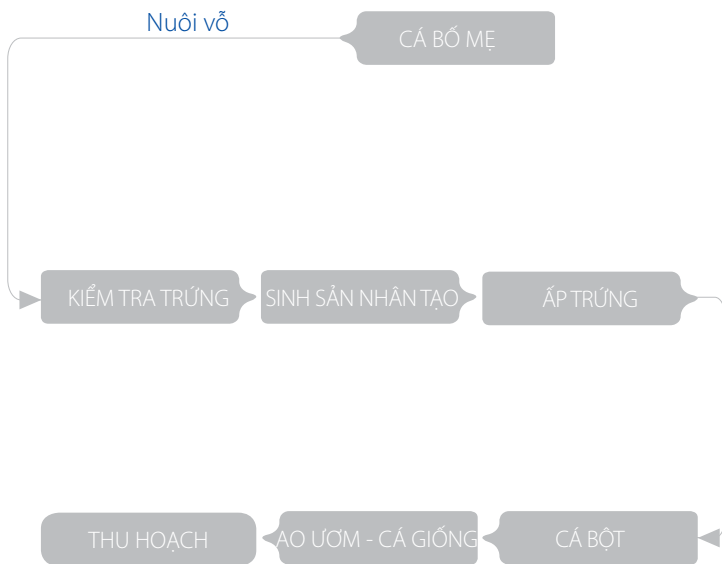 Nuôi vỗ
CÁ BỐ MẸ
KIỂM TRA TRỨNG
SINH SẢN NHÂN TẠO
ẤP TRỨNG
THU HOẠCH
AO ƯƠM - CÁ GIỐNG
CÁ BỘT